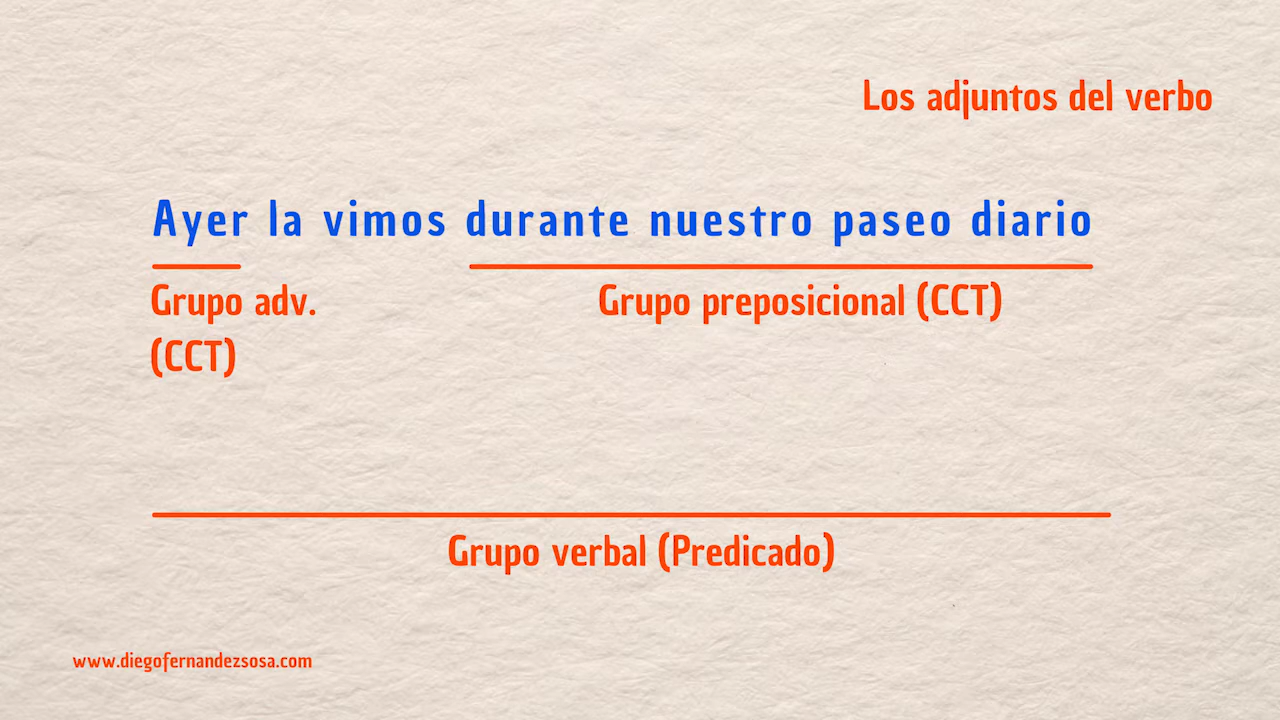 Los adjuntos del verbo
Ayer la vimos durante nuestro paseo diario
Grupo adv.
(CCT)
Grupo preposicional (CCT)
Grupo verbal (Predicado)
www.diegofernandezsosa.com